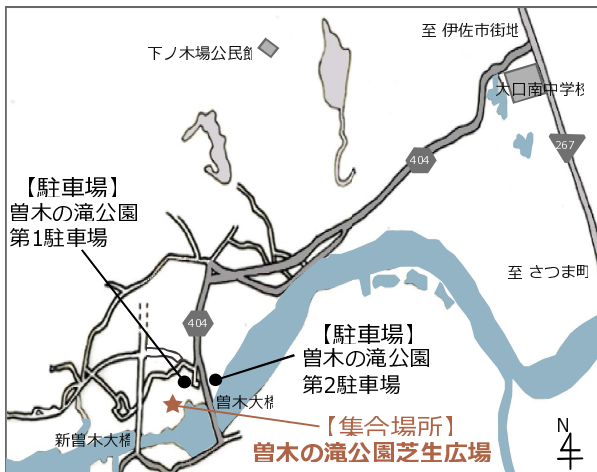 至 伊佐市街地
下ノ木場公民館
大口南中学校
267
404
【駐車場】
曽木の滝公園
第1駐車場
至 さつま町
404
【駐車場】
曽木の滝公園
第2駐車場
曽木大橋
【集合場所】
曽木の滝公園芝生広場
新曽木大橋
N